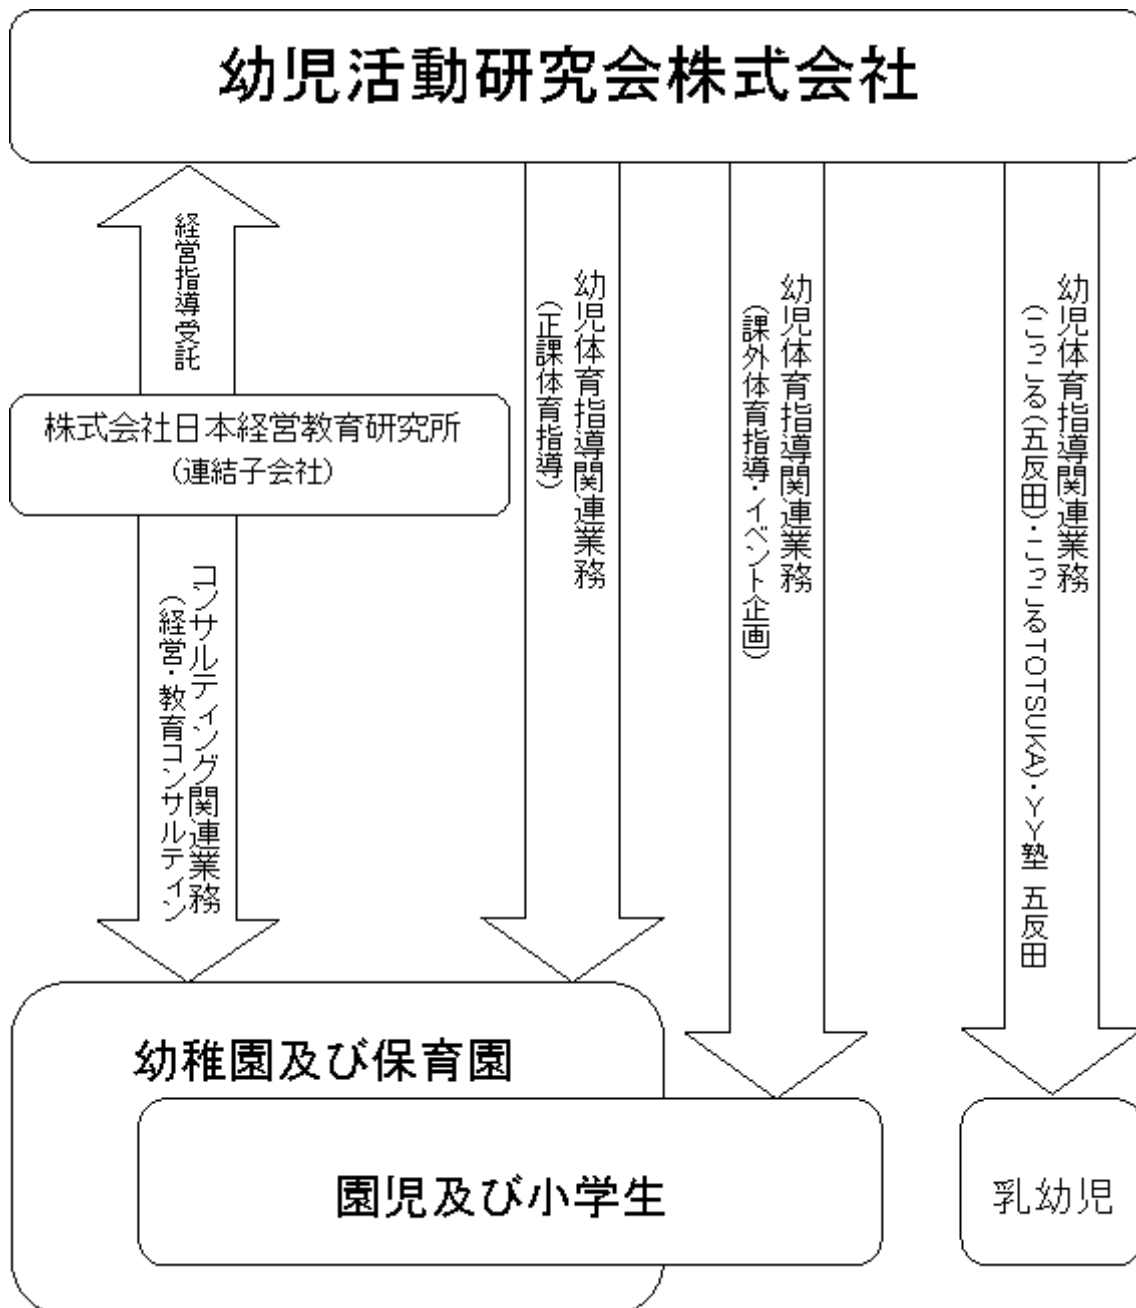 幼児活動研究会株式会社
経営指導受託
株式会社日本経営教育研究所
(連結子会社)
コンサルティング関連業務
(経営・教育コンサルティン
幼児体育指導関連業務
(正課体育指導)
幼児体育指導関連業務
(課外体育指導・イベント企画)
幼児体育指導関連業務
(こっこる(五反田)・こっこるTOTSUKA)・YY塾 五反田
幼稚園及び保育園
園児及び小学生
乳幼児